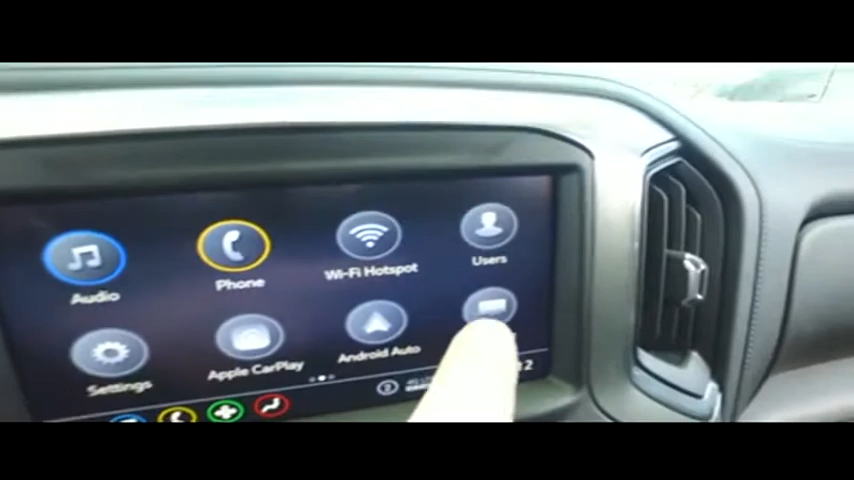 Audio
Phone
Wi-Fi Hotspot
Users
Settings
Apple CarPlay
Android Auto